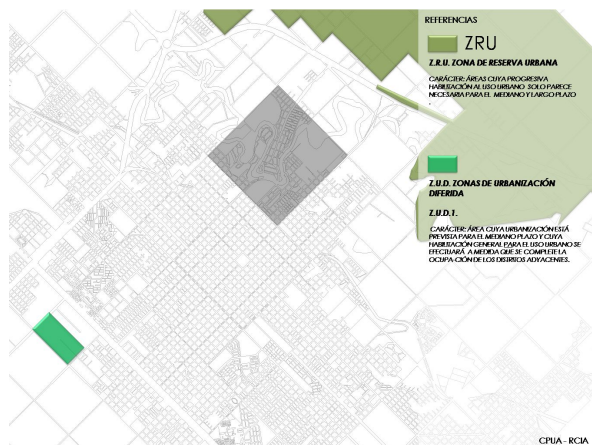 REFERENCIAS
ZRU
Z.R.U. ZONA DE RESERVA URBANA
CARÁCTER: ÁREAS CUYA PROGRESIVA
HABILITACIÓN AL USO URBANO SOLO PARECE
NECESARIA PARA EL MEDIANO Y LARGO PLAZO
.
Z.U.D. ZONAS DE URBANIZACIÓN
DIFERIDA
Z.U.D.1.
CARÁCTER: ÁREA CUYA URBANIZACIÓN ESTÁ
PREVISTA PARA EL MEDIANO PLAZO Y CUYA
HABILITACIÓN GENERAL PARA EL USO URBANO SE
EFECTUARÁ A MEDIDA QUE SE COMPLETE LA
OCUPA-CIÓN DE LOS DISTRITOS ADYACENTES.
CPUA - RCIA